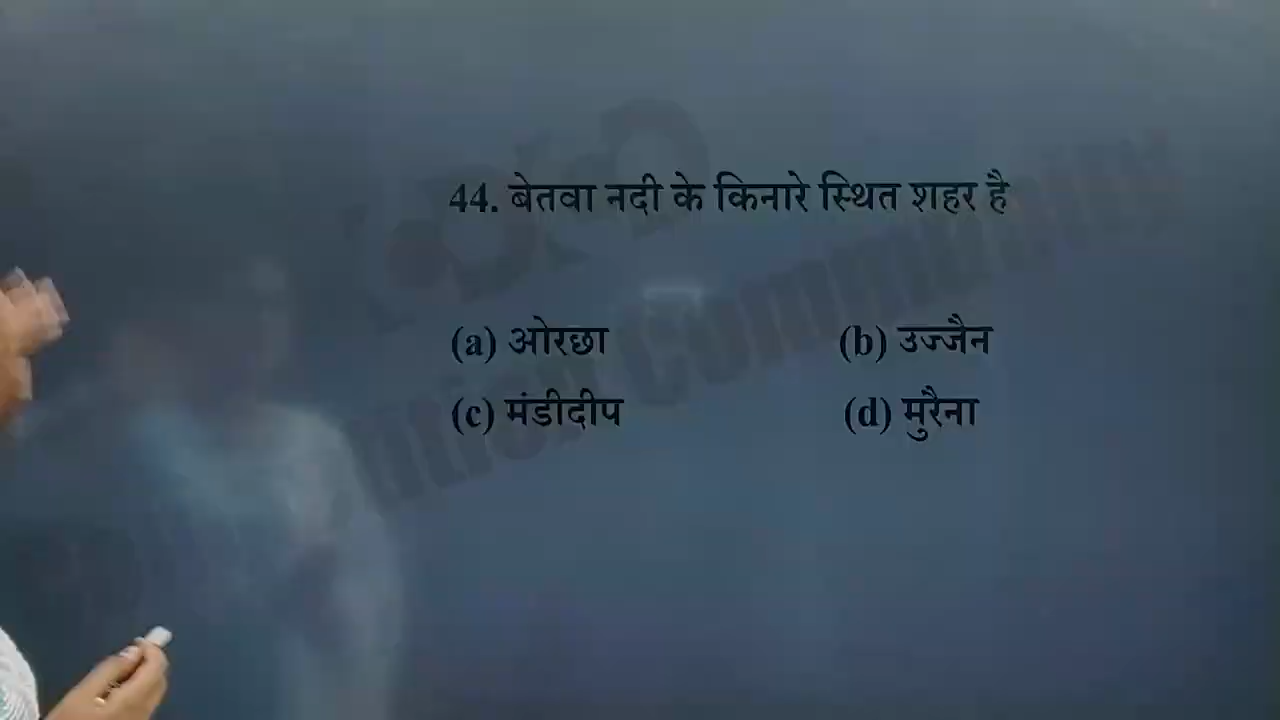 44. बेतवा नदी के किनारे स्थित शहर है
(a) ओरछा (b) उज्जैन
(c) मंडीदीप (d) मुरैना